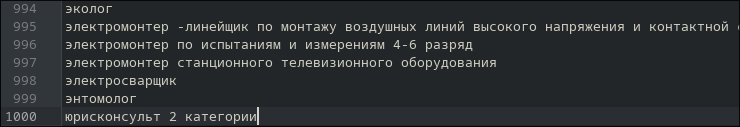 994 эколог
995 электромонтер -линейщик по монтажу воздушных линий высокого напряжения и контактной
996 электромонтер по испытаниям и измерениям 4-6 разряд
997 электромонтер станционного телевизионного оборудования
998 электросварщик
999 энтомолог
1000 юрисконсульт 2 категории